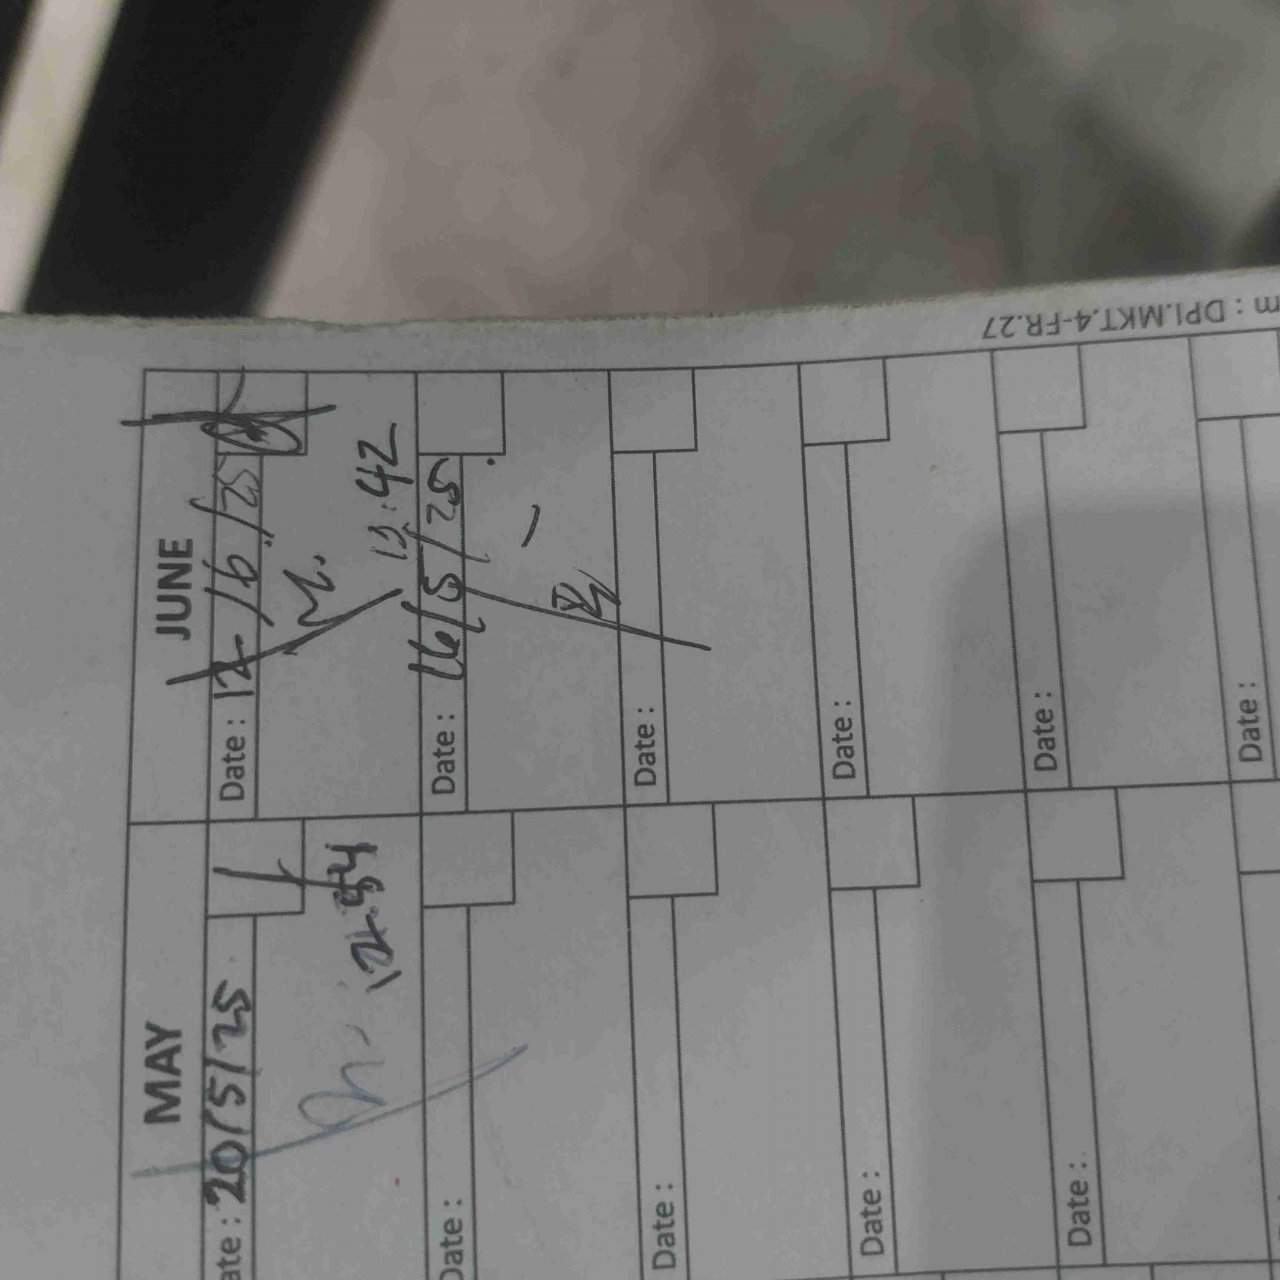 MAY
JUNE
ate : 20/5/25
12.54
Date : 12/6/25
13:42
Date :
Date : 16/5/25
Date :
Date :
Date :
Date :
Date :
Date :
Date :
m : DPI.MKT.4-FR.27